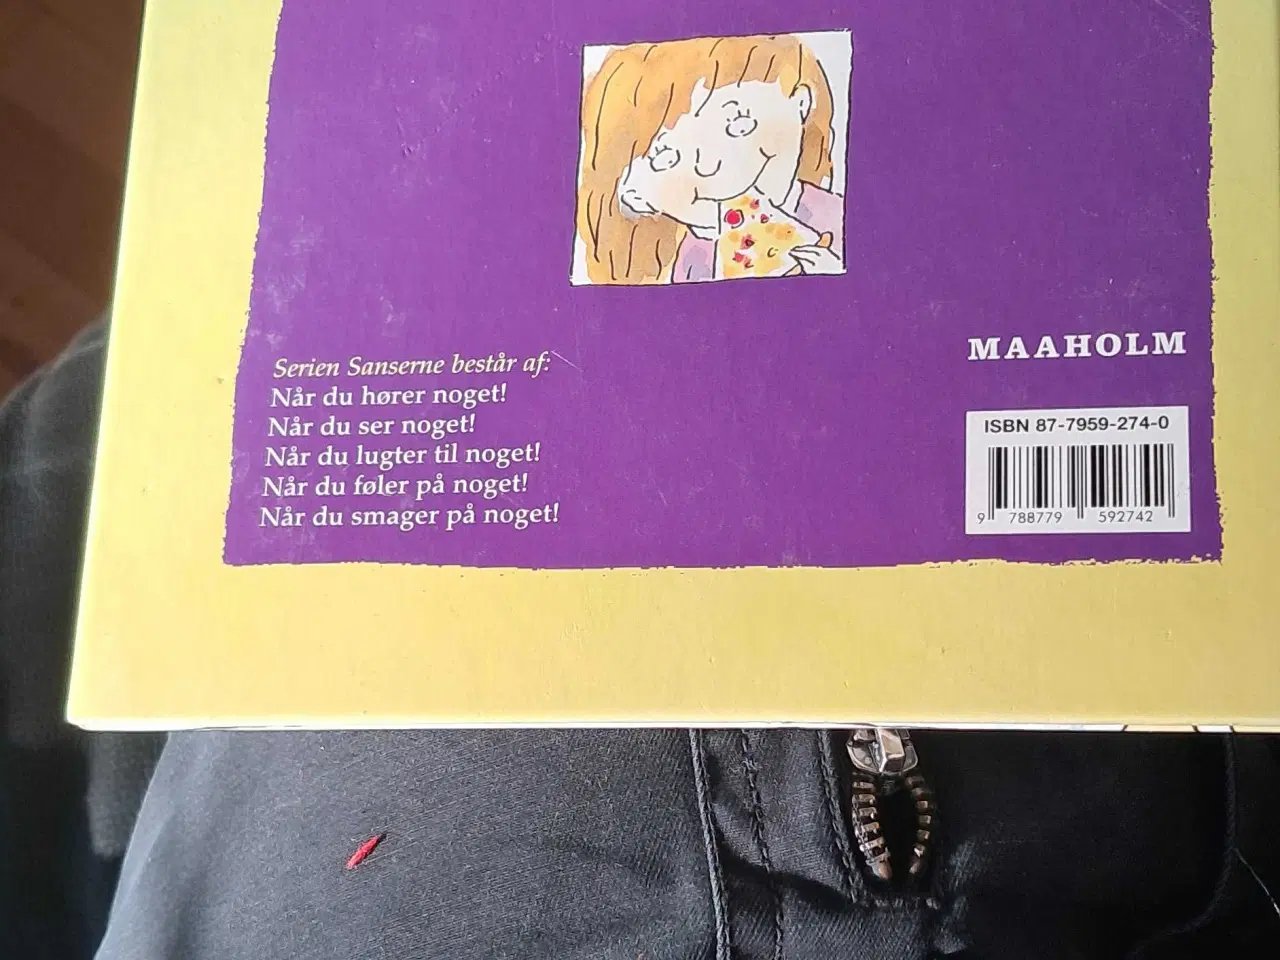 Serien Sanserne består af:
Når du hører noget!
Når du ser noget!
Når du lugter til noget!
Når du føler på noget!
Når du smager på noget!
MAAHOLM
ISBN 87-7959-274-0
9 788779 592742